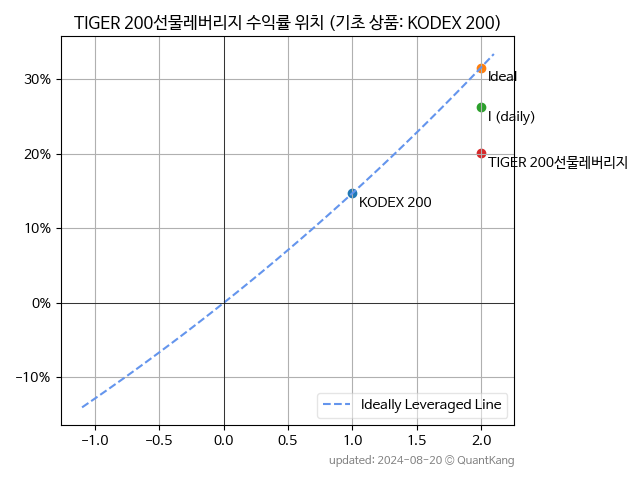 TIGER 200선물레버리지 수익률 위치 (기초 상품: KODEX 200)
30%
20%
10%
0%
−10%
Ideal
I (daily)
TIGER 200선물레버리지
KODEX 200
Ideally Leveraged Line
−1.0 −0.5 0.0 0.5 1.0 1.5 2.0
updated: 2024-08-20 © QuantKang